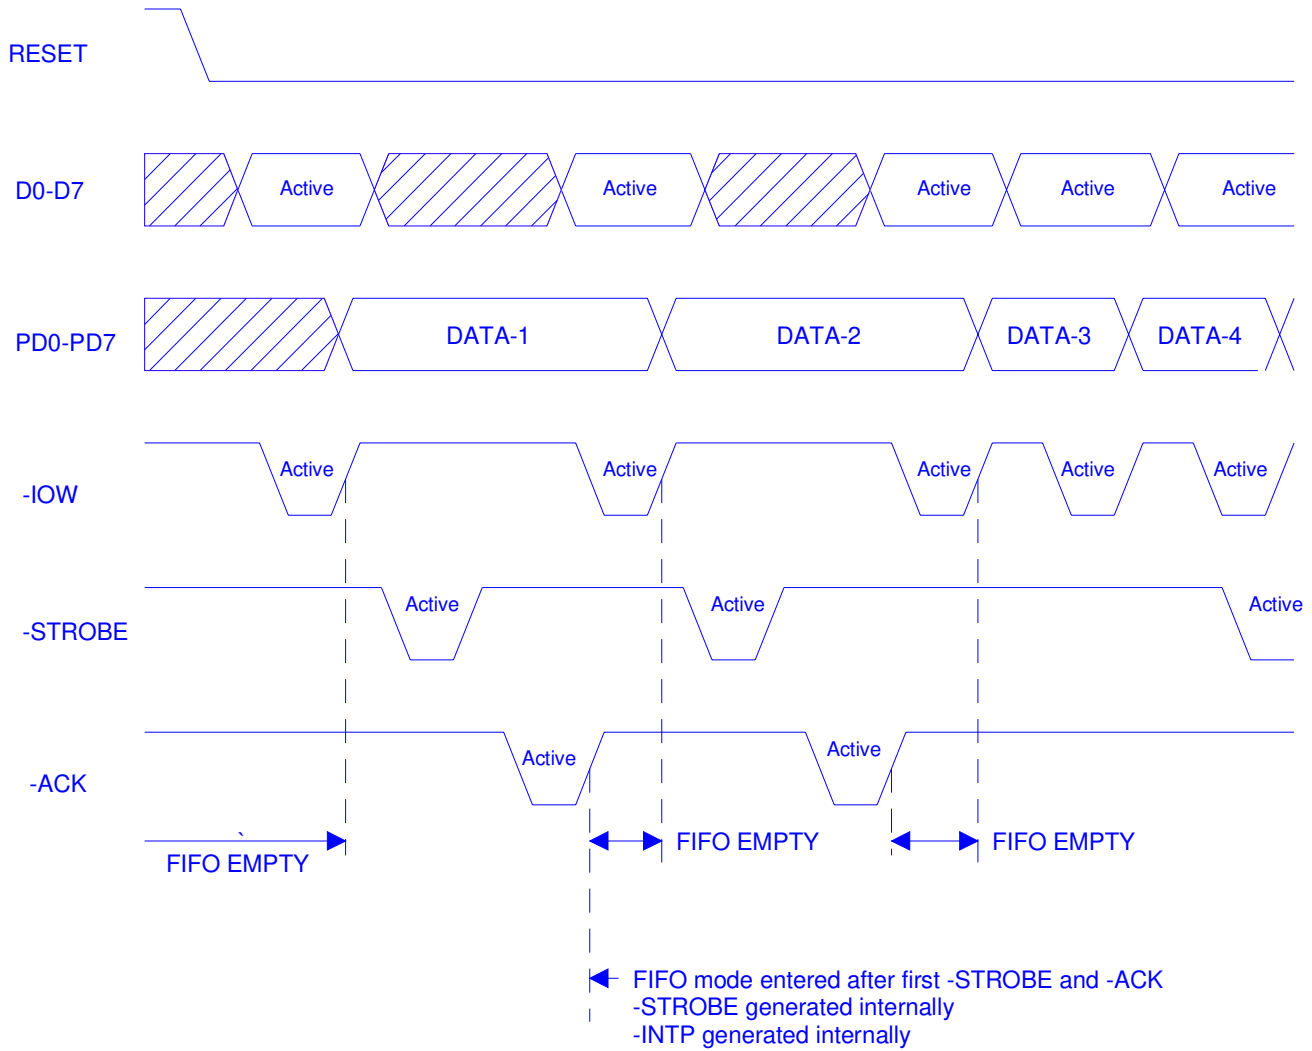 RESET
D0-D7
Active
Active
Active
Active
Active
PD0-PD7
DATA-1
DATA-2
DATA-3
DATA-4
-IOW
Active
Active
Active
Active
Active
-STROBE
Active
Active
Active
-ACK
Active
Active
`
FIFO EMPTY
FIFO EMPTY
FIFO EMPTY
FIFO mode entered after first -STROBE and -ACK
-STROBE generated internally
-INTP generated internally